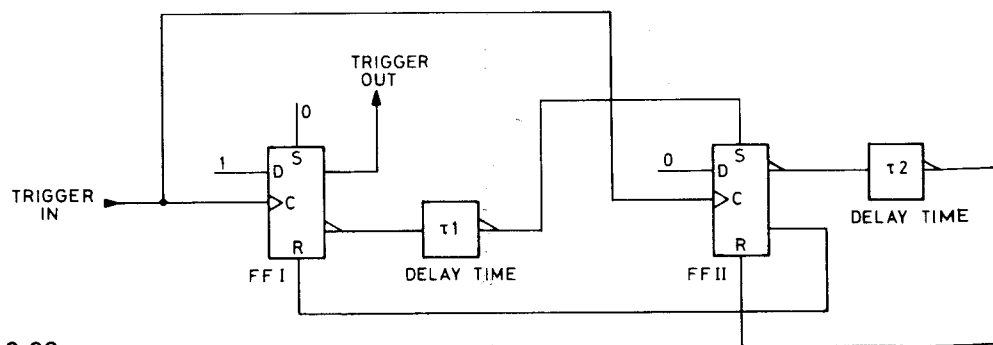 TRIGGER
OUT
0
1
S
D
C
R
TRIGGER
IN
τ1
FF I
DELAY TIME
0
S
D
C
R
τ2
DELAY TIME
FF II